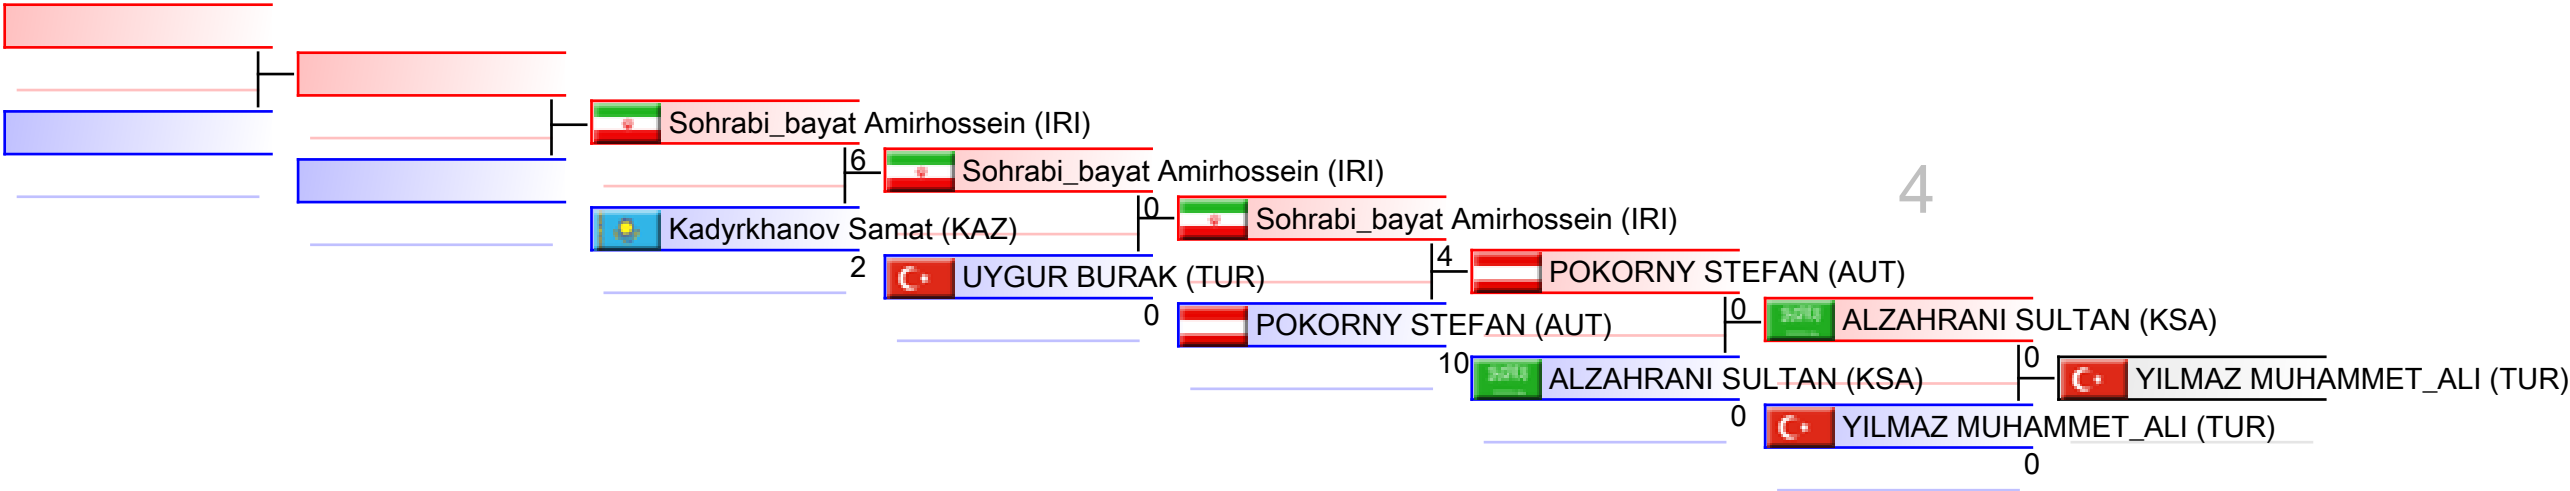 Sohrabi_bayat Amirhossein (IRI)
6
Sohrabi_bayat Amirhossein (IRI)
4
Kadyrkhanov Samat (KAZ)
2
0
Sohrabi_bayat Amirhossein (IRI)
UYGUR BURAK (TUR)
0
4
POKORNY STEFAN (AUT)
POKORNY STEFAN (AUT)
10
0
ALZAHRANI SULTAN (KSA)
ALZAHRANI SULTAN (KSA)
0
0
YILMAZ MUHAMMET_ALI (TUR)
YILMAZ MUHAMMET_ALI (TUR)
0